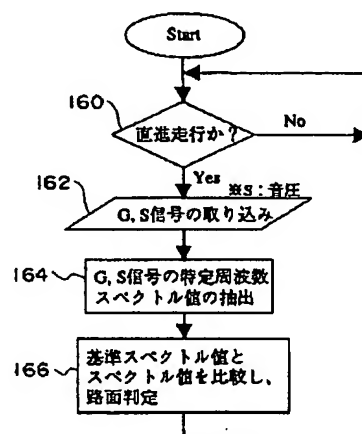 Start
160
直進走行か?
No
Yes
※S:音圧
162
G,S信号の取り込み
164
G,S信号の特定周波数
スペクトル値の抽出
166
基準スペクトル値と
スペクトル値を比較し、
路面判定